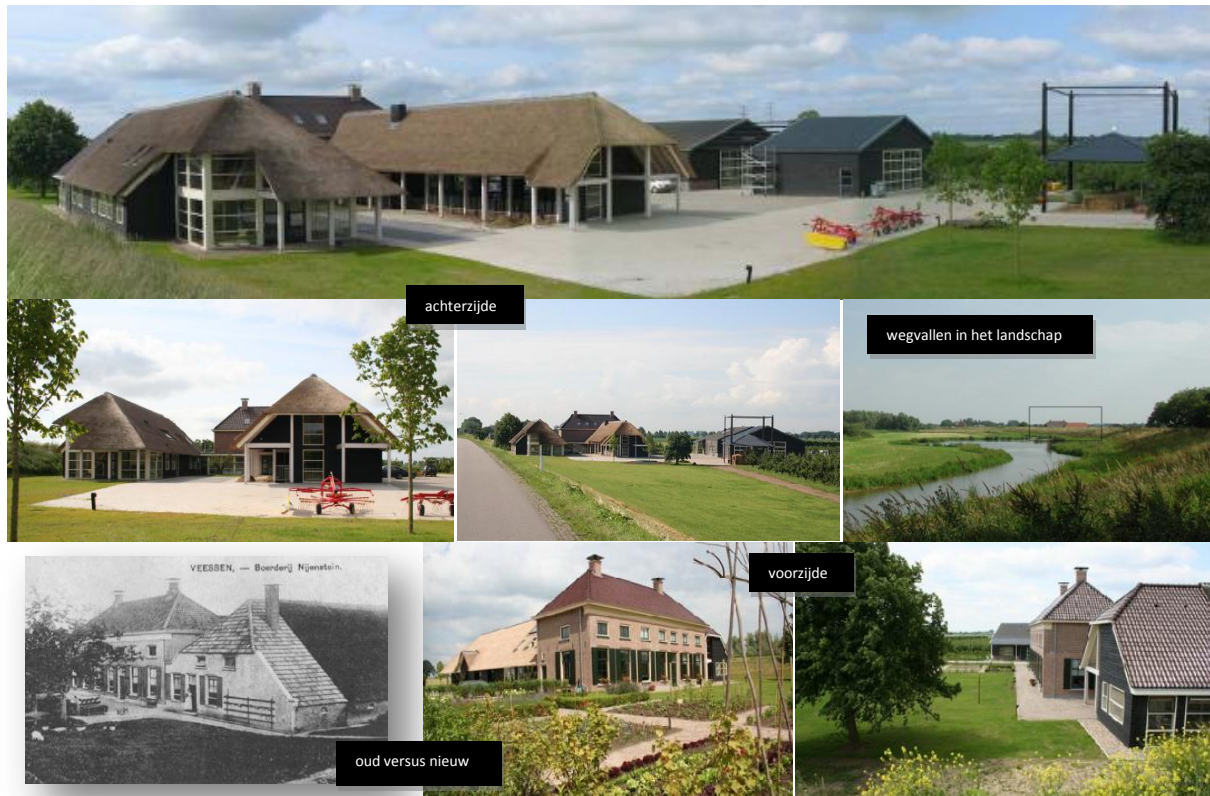 achterzijde
wegvallen in het landschap
VEESSEN, — Boerderij Nijenstein.
voorzijde
oud versus nieuw